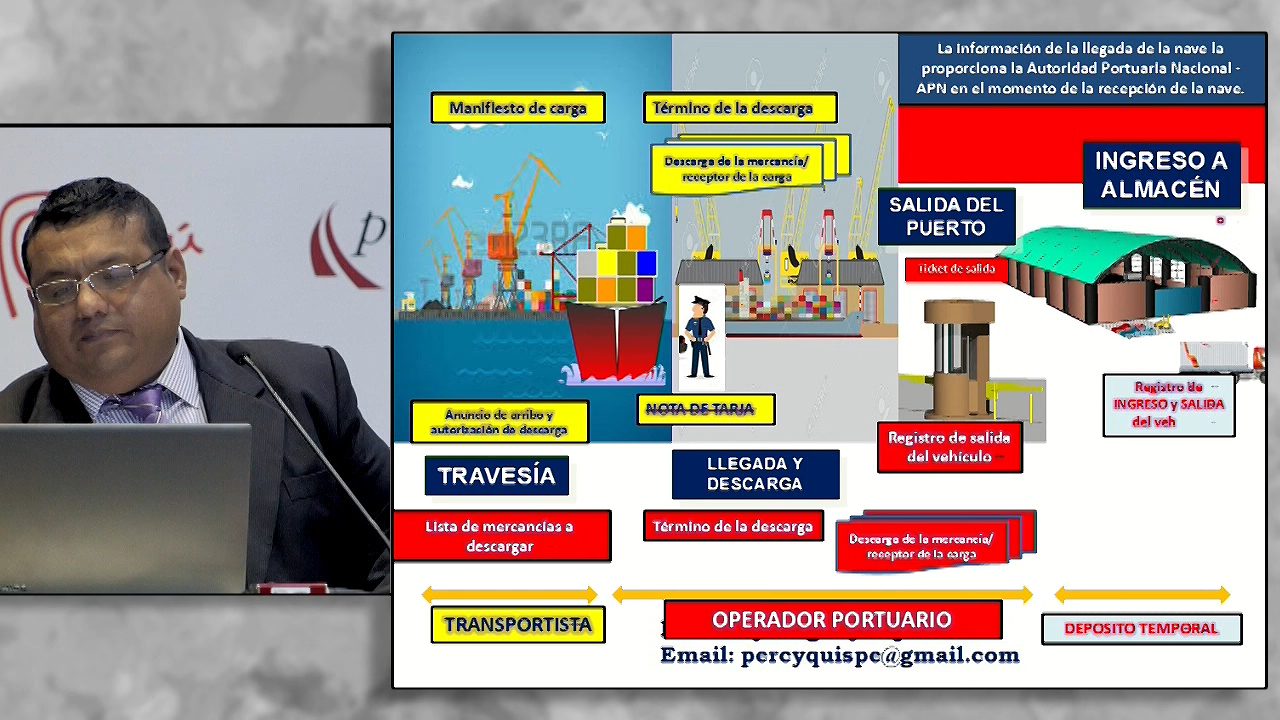 La información de la llegada de la nave la
proporciona la Autoridad Portuaria Nacional -
APN en el momento de la recepción de la nave.
Manifiesto de carga
Término de la descarga
Descarga de la mercancía/
receptor de la carga
INGRESO A
ALMACÉN
SALIDA DEL
PUERTO
Ticket de salida
Anuncio de arribo y
autorización de descarga
NOTA DE TARJA
Registro de
INGRESO y SALIDA
del veh
Registro de salida
del vehículo
TRAVESÍA
LLEGADA Y
DESCARGA
Lista de mercancías a
descargar
Término de la descarga
Descarga de la mercancía/
receptor de la carga
TRANSPORTISTA
OPERADOR PORTUARIO
DEPOSITO TEMPORAL
Email: percyquispe@gmail.com